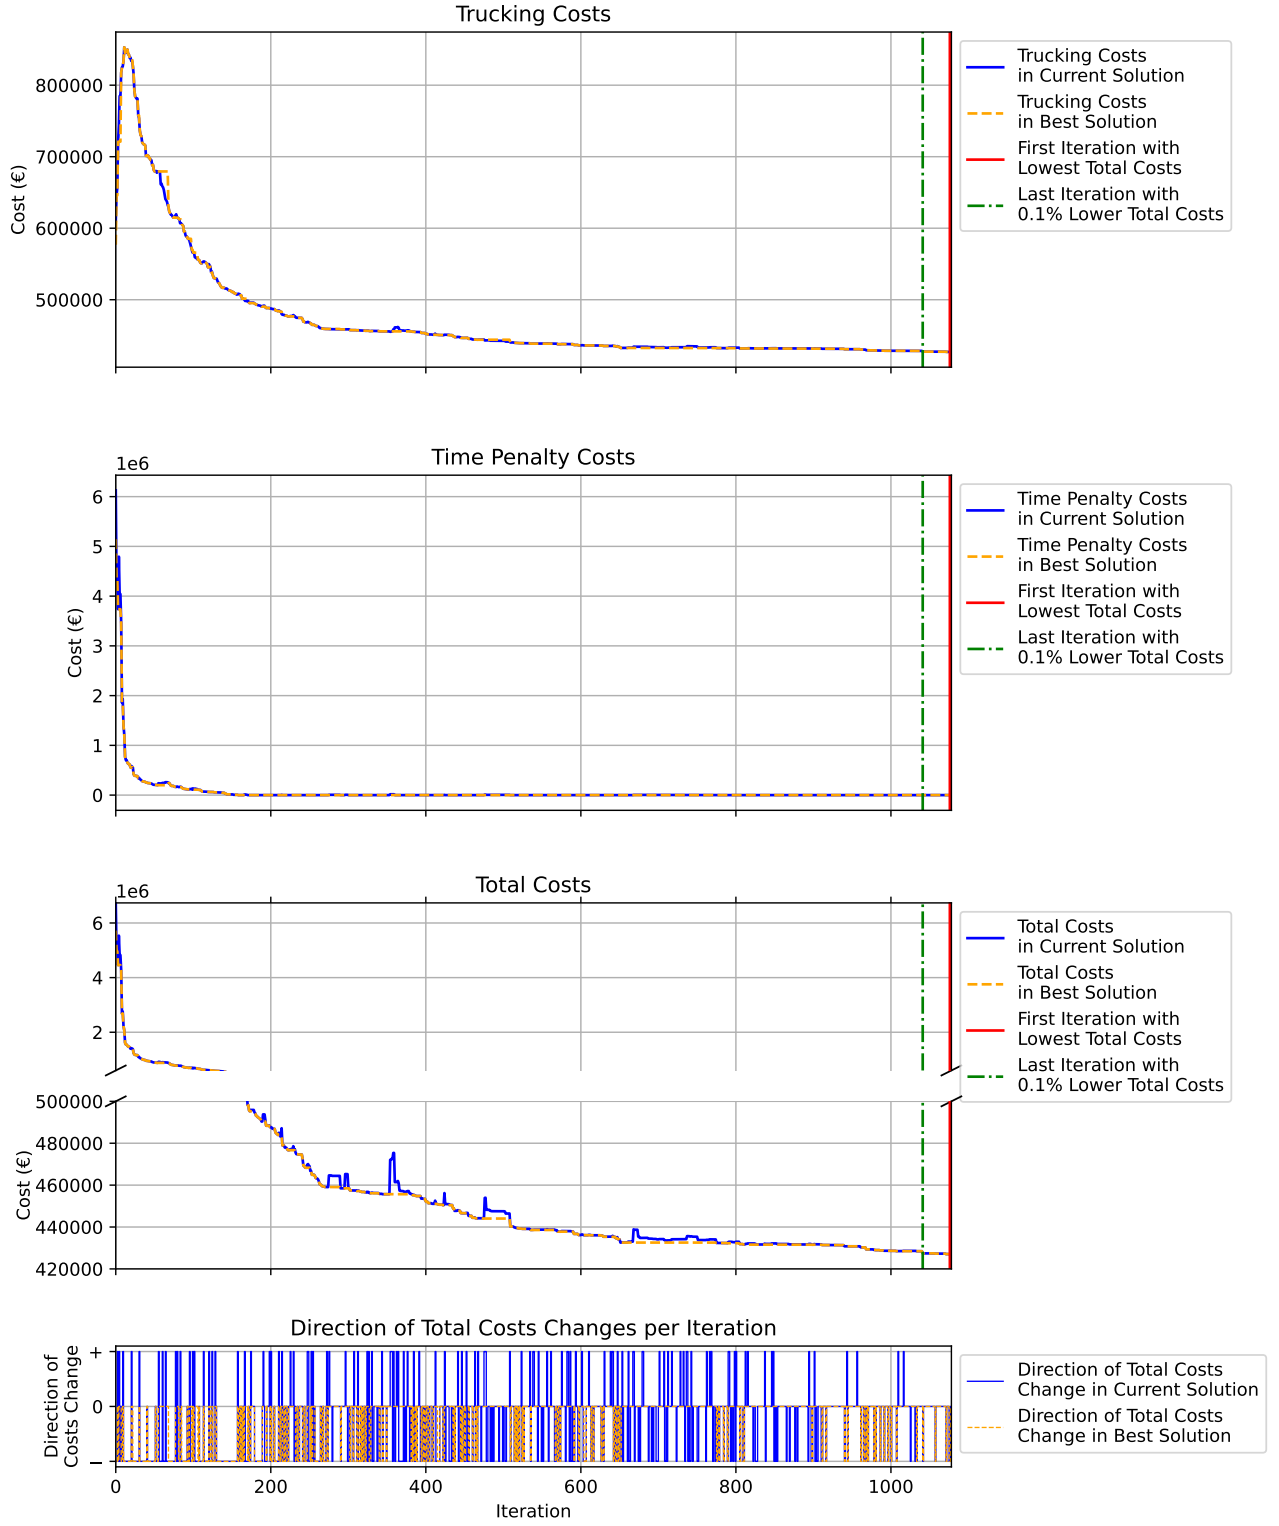 Trucking Costs
800000
700000
600000
500000
Cost (€)
Trucking Costs
in Current Solution
Trucking Costs
in Best Solution
First Iteration with
Lowest Total Costs
Last Iteration with
0.1% Lower Total Costs
Time Penalty Costs
1e6
6
5
4
3
2
1
0
Cost (€)
Time Penalty Costs
in Current Solution
Time Penalty Costs
in Best Solution
First Iteration with
Lowest Total Costs
Last Iteration with
0.1% Lower Total Costs
Total Costs
1e6
6
4
2
500000
480000
460000
440000
420000
Cost (€)
Total Costs
in Current Solution
Total Costs
in Best Solution
First Iteration with
Lowest Total Costs
Last Iteration with
0.1% Lower Total Costs
Direction of Total Costs Changes per Iteration
+
0
−
Direction of
Costs Change
Direction of Total Costs
Change in Current Solution
Direction of Total Costs
Change in Best Solution
0 200 400 600 800 1000
Iteration